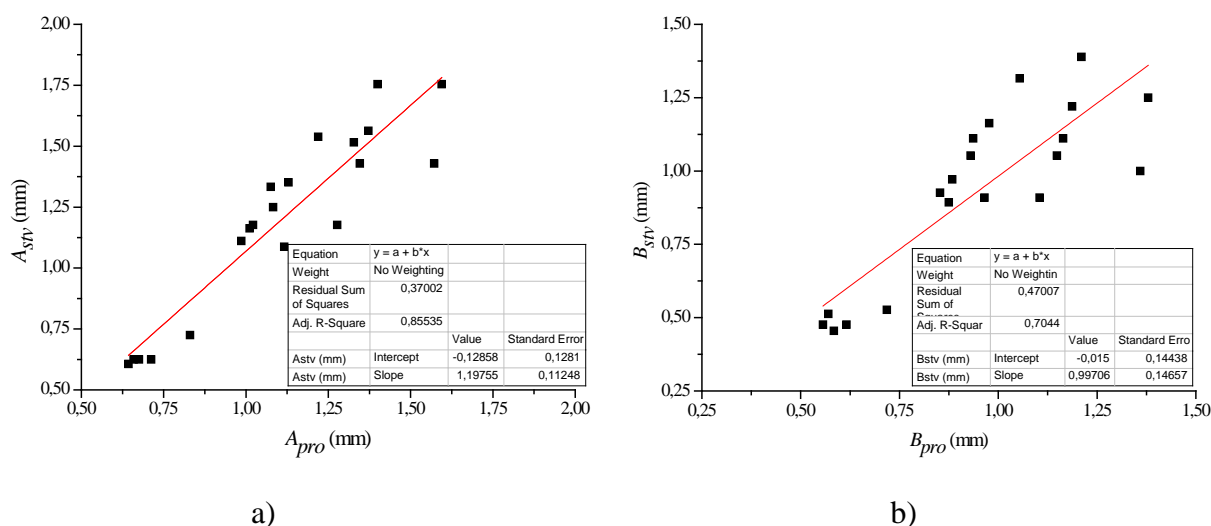 2,00
1,75
1,50
1,25
1,00
0,75
0,50
A_stv (mm)
0,50 0,75 1,00 1,25 1,50 1,75 2,00
A_pro (mm)
Equation y = a + b*x
Weight No Weighting
Residual Sum of Squares 0,37002
Adj. R-Square 0,85535
Value Standard Error
Astv (mm) Intercept -0,12858 0,1281
Astv (mm) Slope 1,19755 0,11248
a)
1,50
1,25
1,00
0,75
0,50
0,25
B_stv (mm)
0,25 0,50 0,75 1,00 1,25 1,50
B_pro (mm)
Equation y = a + b*x
Weight No Weightin
Residual
Sum of 0,47007
Adj. R-Squar 0,7044
Value Standard Erro
Bstv (mm) Intercept -0,015 0,14438
Bstv (mm) Slope 0,99706 0,14657
b)